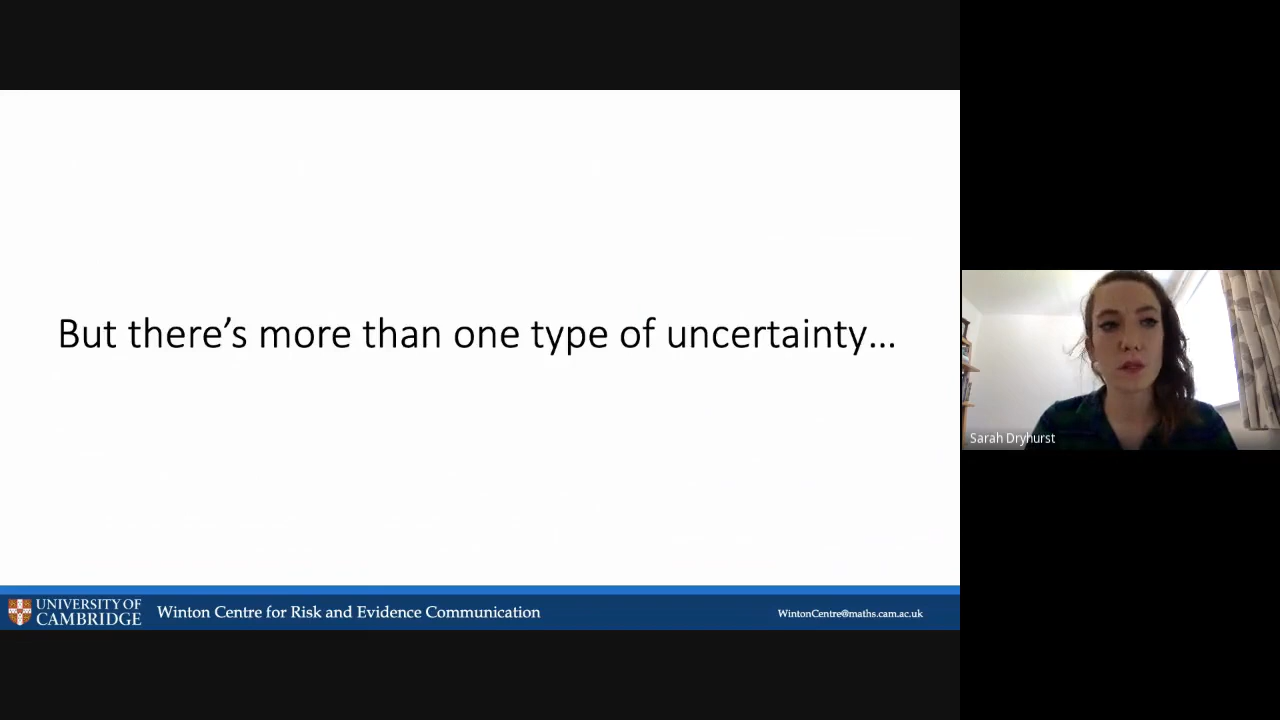 But there’s more than one type of uncertainty…
Sarah Dryhurst
UNIVERSITY OF
CAMBRIDGE
Winton Centre for Risk and Evidence Communication
WintonCentre@maths.cam.ac.uk